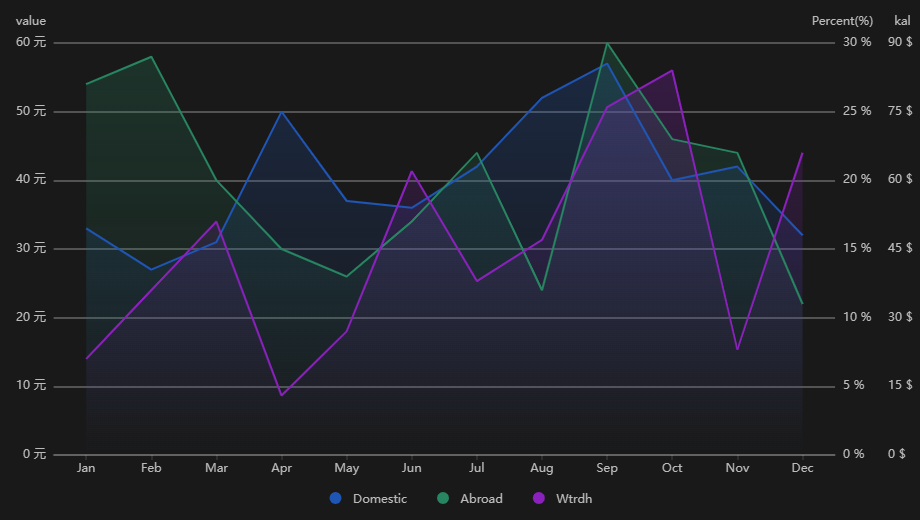 value Percent(%) kal
60 元 30 % 90 $
50 元 25 % 75 $
40 元 20 % 60 $
30 元 15 % 45 $
20 元 10 % 30 $
10 元 5 % 15 $
0 元 0 % 0 $
Jan Feb Mar Apr May Jun Jul Aug Sep Oct Nov Dec
Domestic Abroad Wtrdh